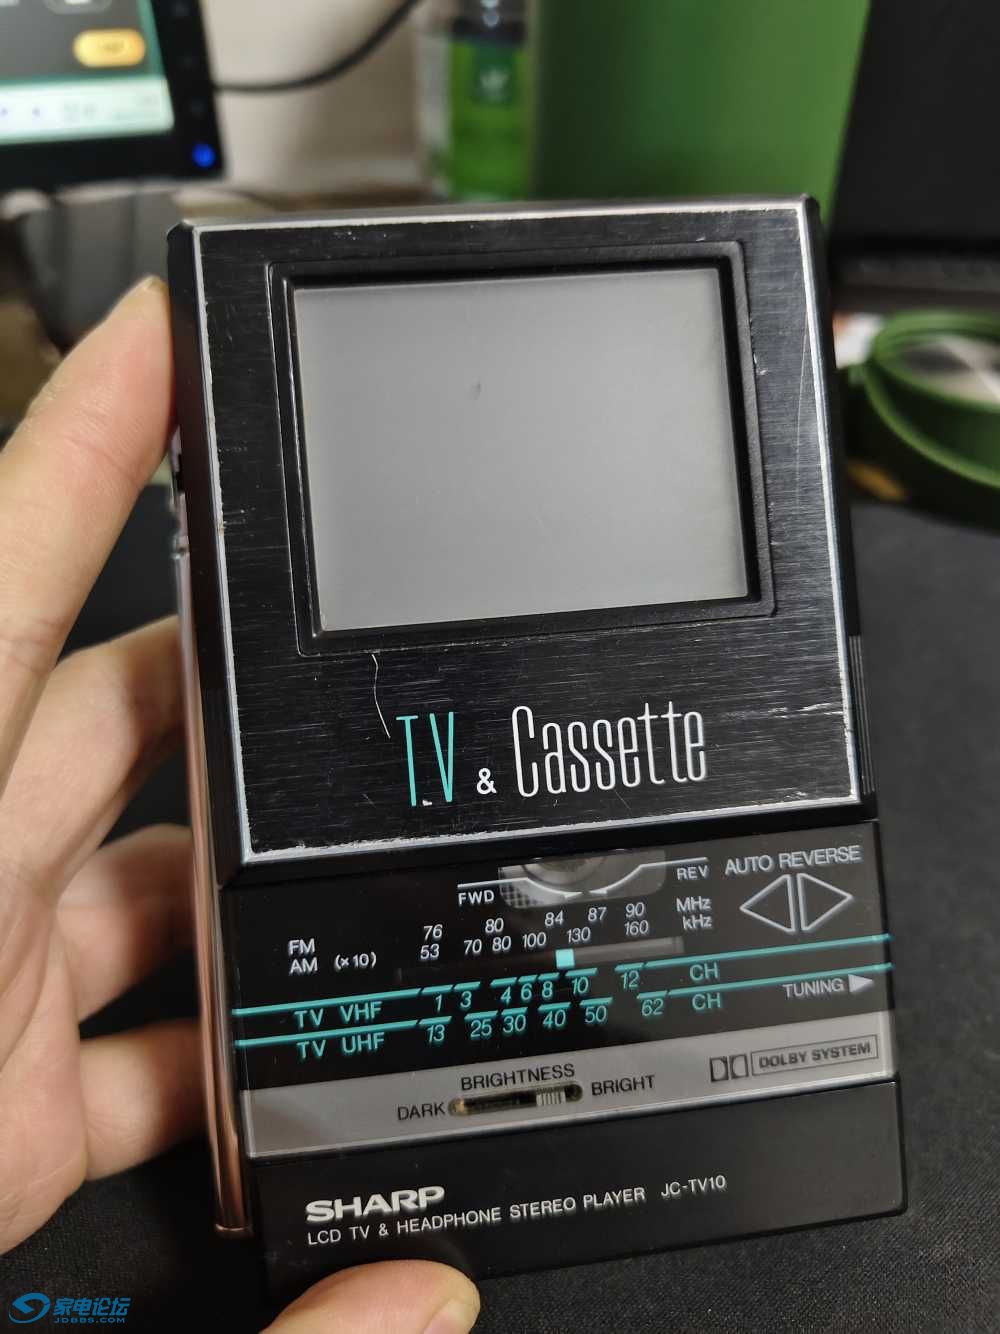 TV & Cassette
FWD REV AUTO REVERSE
FM 76 80 84 87 90 MHz
AM (×10) 53 70 80 100 130 160 kHz
TV VHF 1 3 4 6 8 10 12 CH
TUNING
TV UHF 13 25 30 40 50 62 CH
BRIGHTNESS
DARK BRIGHT
DOLBY SYSTEM
SHARP
LCD TV & HEADPHONE STEREO PLAYER JC-TV10
家电论坛
JDBBS.COM